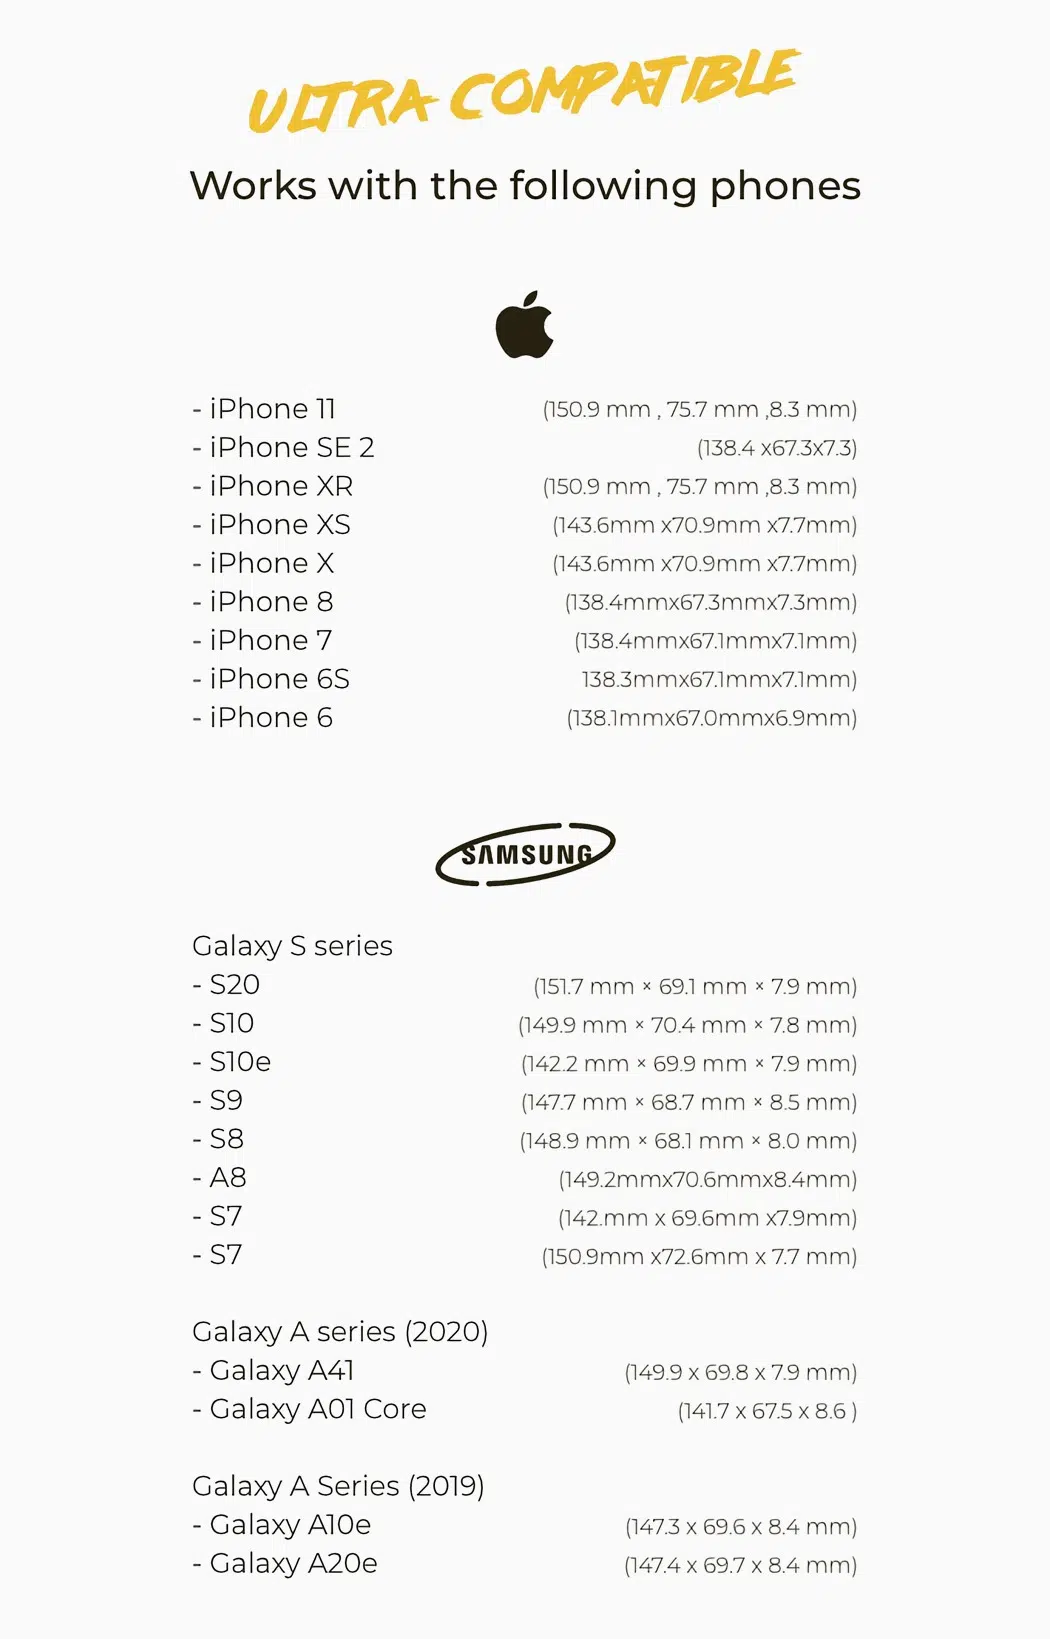 ULTRA COMPATIBLE
Works with the following phones
- iPhone 11 (150.9 mm , 75.7 mm ,8.3 mm)
- iPhone SE 2 (138.4 x67.3x7.3)
- iPhone XR (150.9 mm , 75.7 mm ,8.3 mm)
- iPhone XS (143.6mm x70.9mm x7.7mm)
- iPhone X (143.6mm x70.9mm x7.7mm)
- iPhone 8 (138.4mmx67.3mmx7.3mm)
- iPhone 7 (138.4mmx67.1mmx7.1mm)
- iPhone 6S 138.3mmx67.1mmx7.1mm)
- iPhone 6 (138.1mmx67.0mmx6.9mm)
SAMSUNG
Galaxy S series
- S20 (151.7 mm × 69.1 mm × 7.9 mm)
- S10 (149.9 mm × 70.4 mm × 7.8 mm)
- S10e (142.2 mm × 69.9 mm × 7.9 mm)
- S9 (147.7 mm × 68.7 mm × 8.5 mm)
- S8 (148.9 mm × 68.1 mm × 8.0 mm)
- A8 (149.2mmx70.6mmx8.4mm)
- S7 (142.mm x 69.6mm x7.9mm)
- S7 (150.9mm x72.6mm x 7.7 mm)
Galaxy A series (2020)
- Galaxy A41 (149.9 x 69.8 x 7.9 mm)
- Galaxy A01 Core (141.7 x 67.5 x 8.6 )
Galaxy A Series (2019)
- Galaxy A10e (147.3 x 69.6 x 8.4 mm)
- Galaxy A20e (147.4 x 69.7 x 8.4 mm)